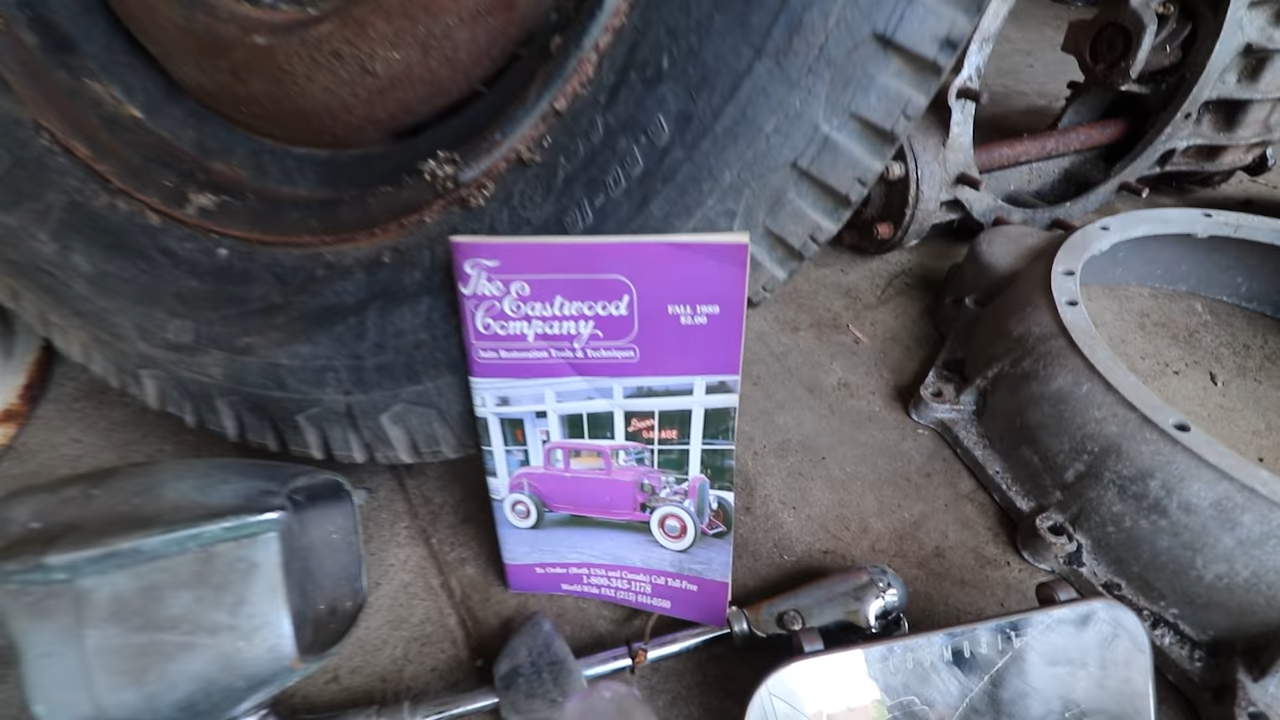 The
Eastwood
Company
Auto Restoration Tools & Techniques
FALL 1989
$2.00
GARAGE
To Order (Both USA and Canada) Call Toll-Free
1-800-345-1178
World-Wide FAX (215) 644-0560